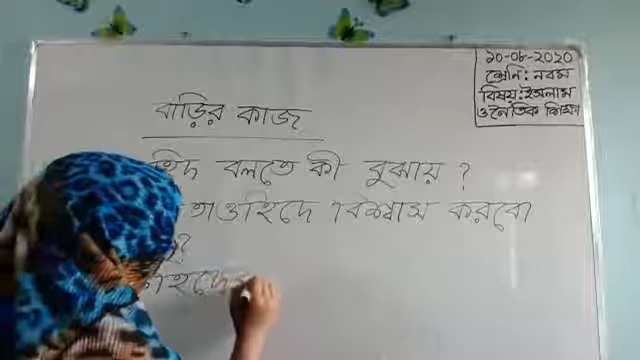 ১০-০৮-২০২০
শ্রেনি: নবম
বিষয়: ইসলাম
ও নৈতিক শিক্ষা
বাড়ির কাজ
হিদ বলতে কী বুঝায় ?
তাওহিদে বিশ্বাস করবো
?
হিদে